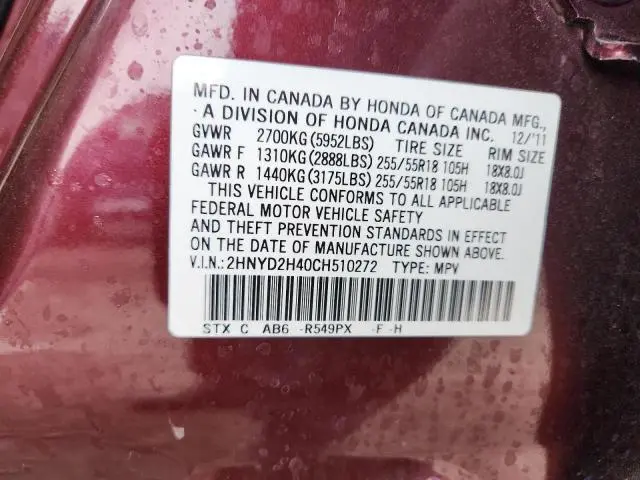 MFD. IN CANADA BY HONDA OF CANADA MFG.,
A DIVISION OF HONDA CANADA INC. 12/'11
GVWR 2700KG(5952LBS) TIRE SIZE RIM SIZE
GAWR F 1310KG(2888LBS) 255/55R18 105H 18X8.0J
GAWR R 1440KG(3175LBS) 255/55R18 105H 18X8.0J
THIS VEHICLE CONFORMS TO ALL APPLICABLE
FEDERAL MOTOR VEHICLE SAFETY
AND THEFT PREVENTION STANDARDS IN EFFECT
ON THE DATE OF MANUFACTURE SHOWN ABOVE.
V.I.N.: 2HNYD2H40CH510272 TYPE: MPV
STX C AB6 -R549PX -F -H